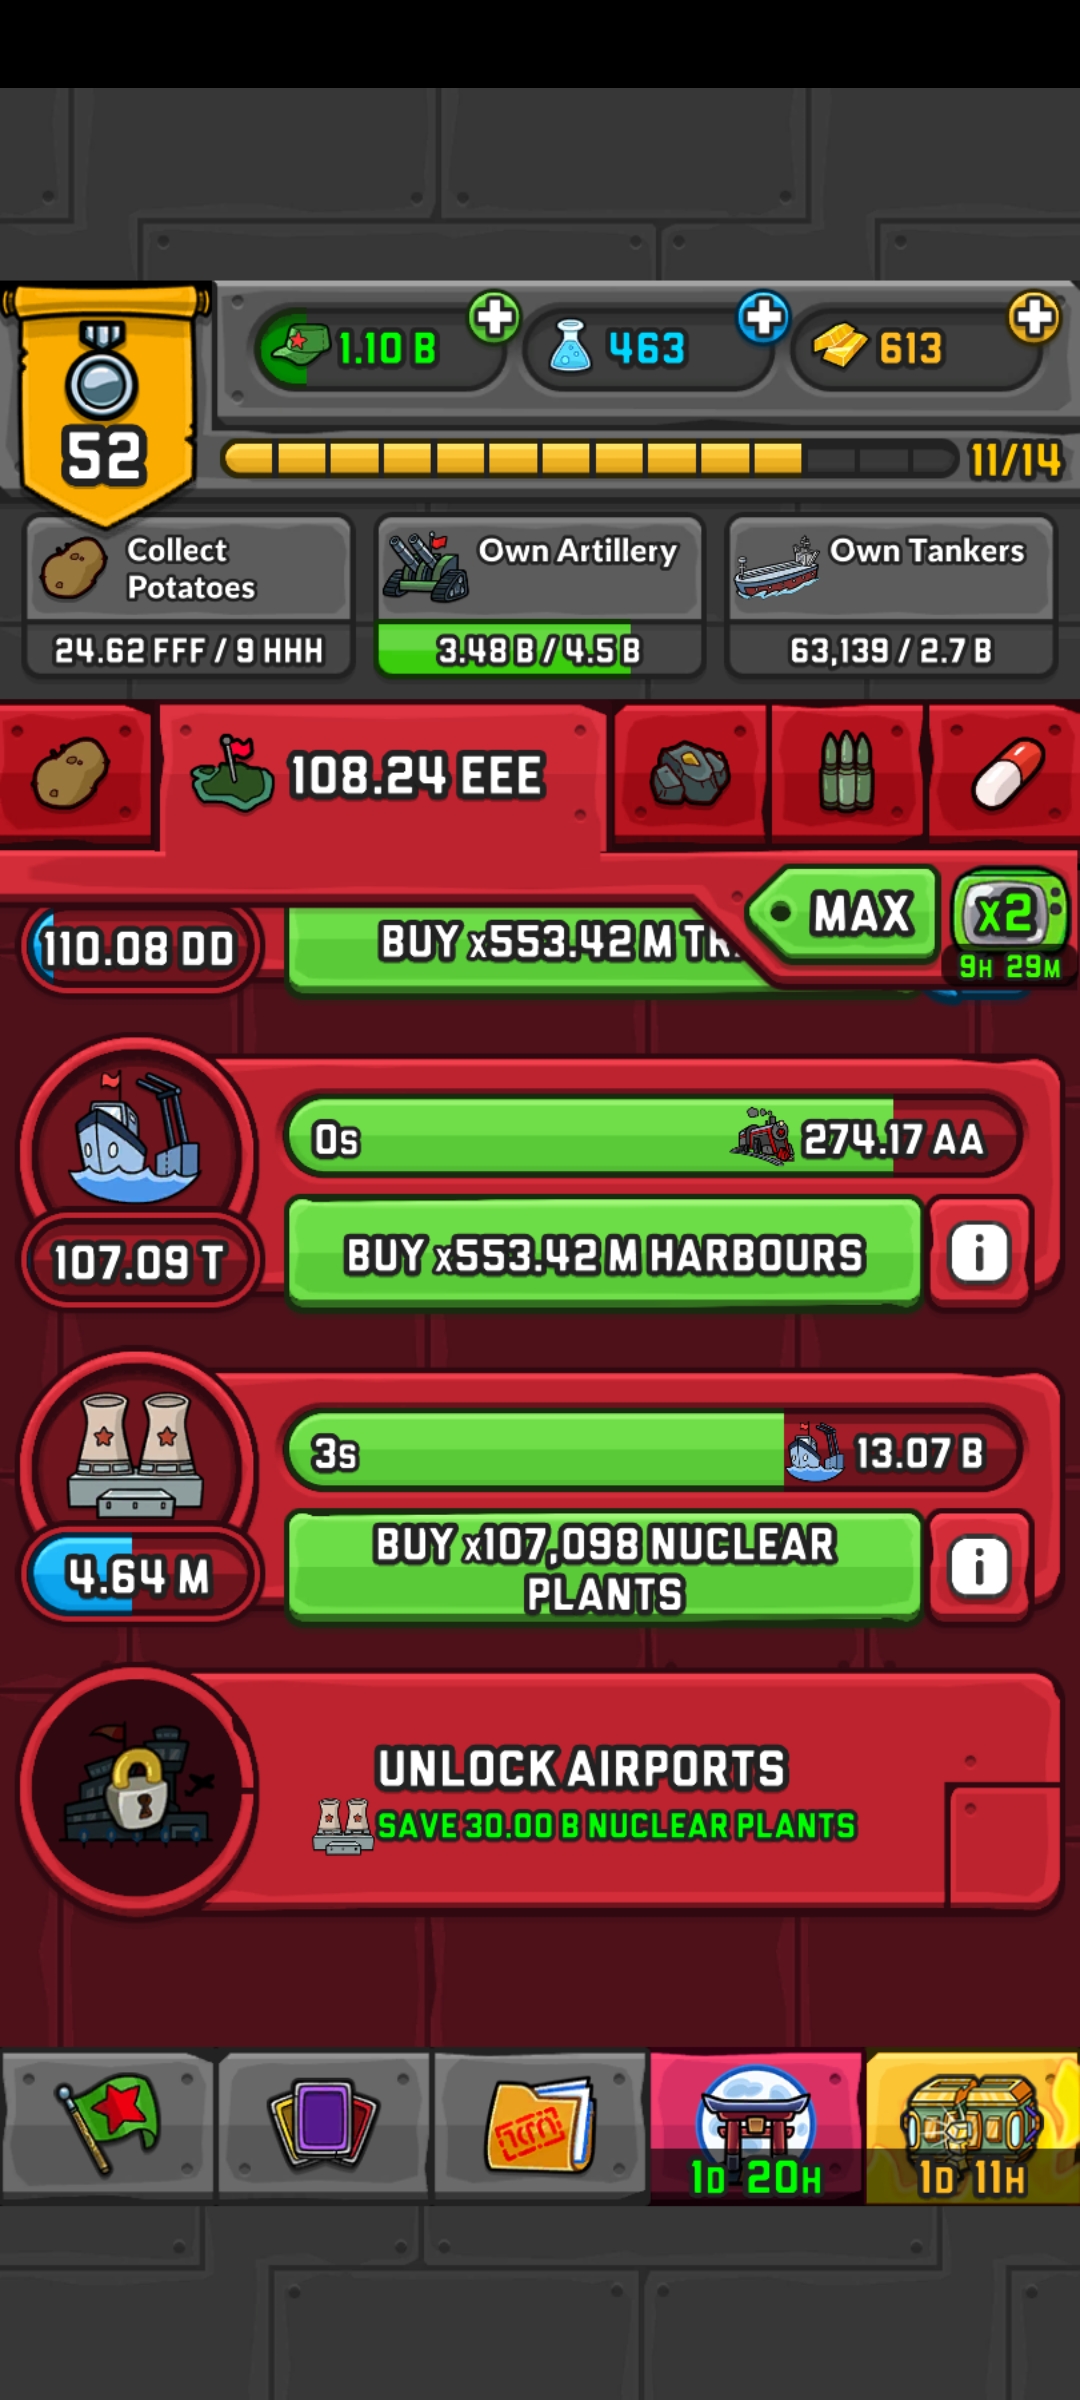 1.10 B
463
613
52
11/14
Collect
Potatoes
Own Artillery
Own Tankers
24.62 FFF / 9 HHH
3.48 B / 4.5 B
63,139 / 2.7 B
108.24 EEE
MAX
x2
9H 29M
110.08 DD
BUY x553.42 M
0s
274.17 AA
107.09 T
BUY x553.42 M HARBOURS
i
3s
13.07 B
4.64 M
BUY x107,098 NUCLEAR
PLANTS
i
UNLOCK AIRPORTS
SAVE 30.00 B NUCLEAR PLANTS
1D 20H
1D 11H